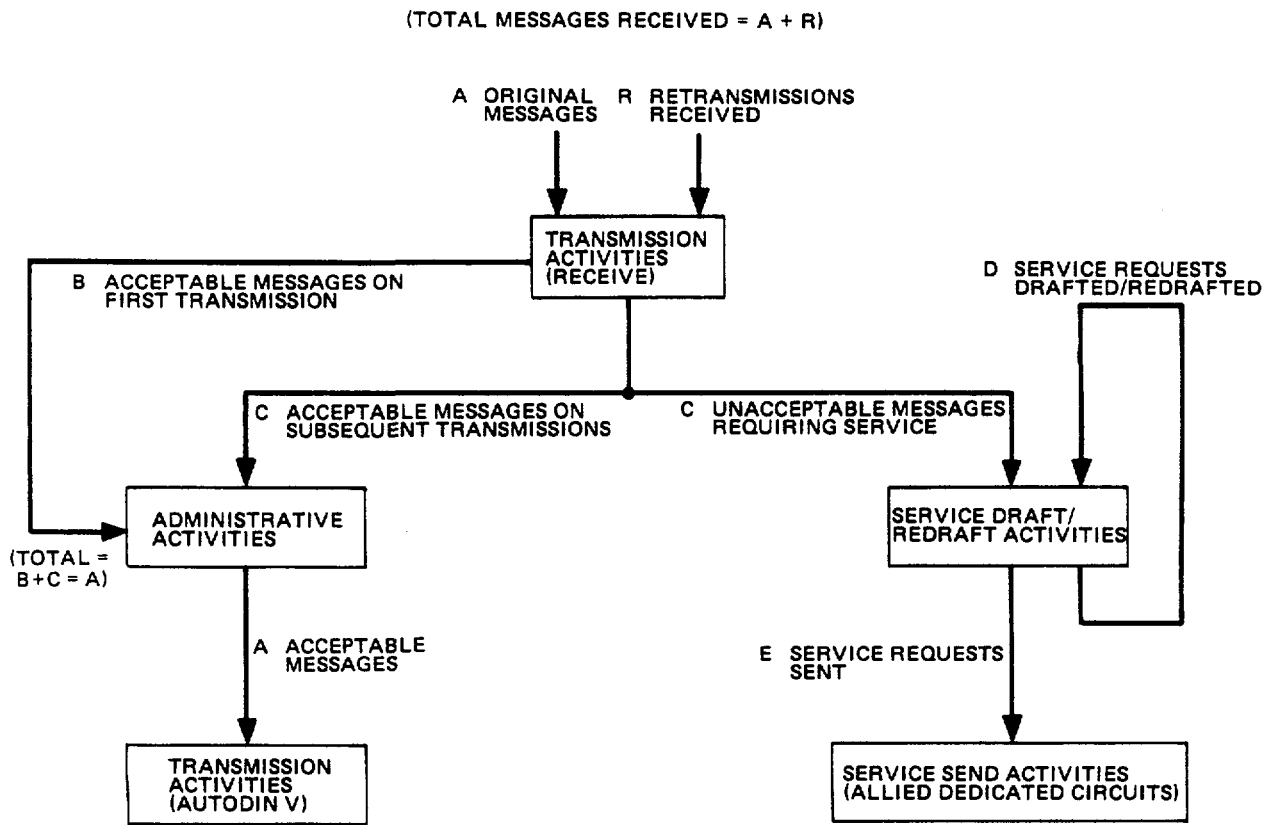 (TOTAL MESSAGES RECEIVED = A + R)
A ORIGINAL
MESSAGES
R RETRANSMISSIONS
RECEIVED
TRANSMISSION
ACTIVITIES
(RECEIVE)
B ACCEPTABLE MESSAGES ON
FIRST TRANSMISSION
D SERVICE REQUESTS
DRAFTED/REDRAFTED
C ACCEPTABLE MESSAGES ON
SUBSEQUENT TRANSMISSIONS
C UNACCEPTABLE MESSAGES
REQUIRING SERVICE
ADMINISTRATIVE
ACTIVITIES
SERVICE DRAFT/
REDRAFT ACTIVITIES
(TOTAL =
B+C = A)
A ACCEPTABLE
MESSAGES
E SERVICE REQUESTS
SENT
TRANSMISSION
ACTIVITIES
(AUTODIN V)
SERVICE SEND ACTIVITIES
(ALLIED DEDICATED CIRCUITS)